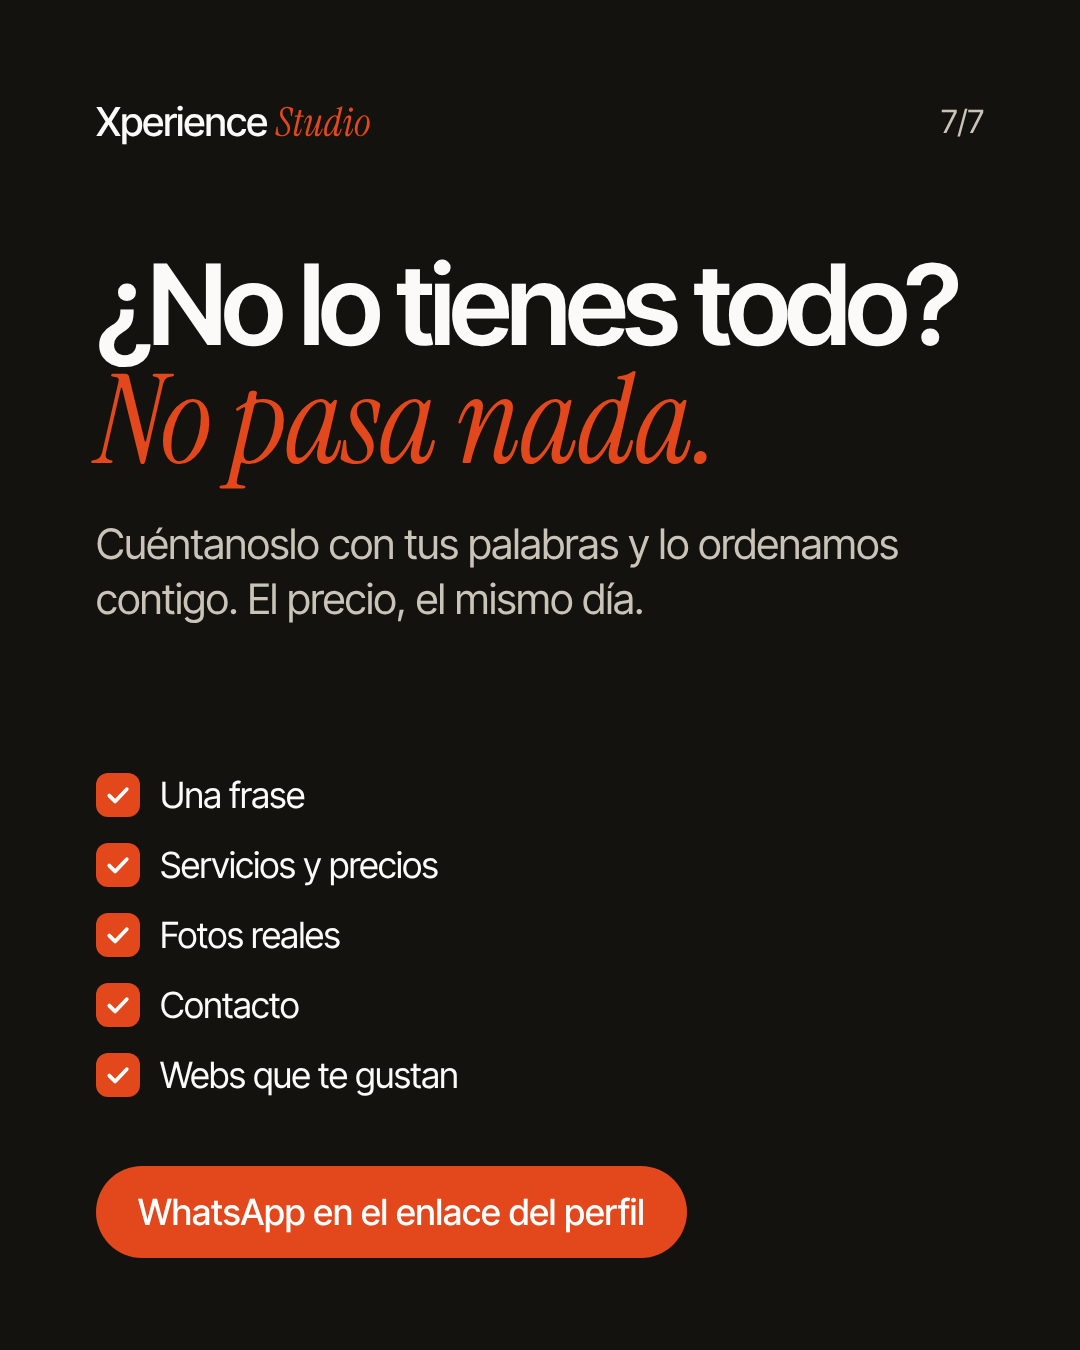 Xperience Studio
7/7
¿No lo tienes todo?
No pasa nada.
Cuéntanoslo con tus palabras y lo ordenamos
contigo. El precio, el mismo día.
Una frase
Servicios y precios
Fotos reales
Contacto
Webs que te gustan
WhatsApp en el enlace del perfil